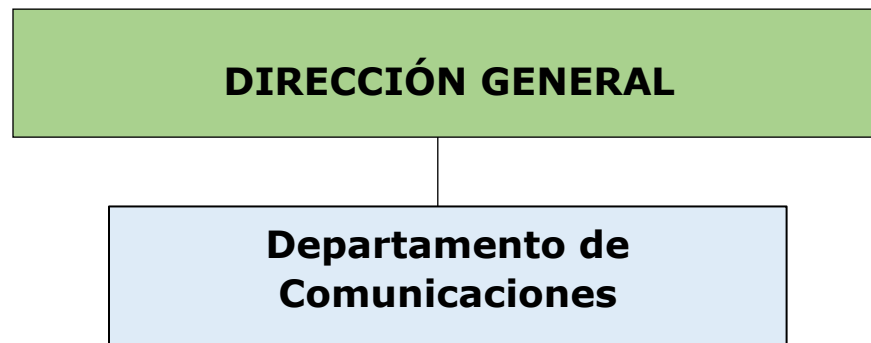 DIRECCIÓN GENERAL
Departamento de
Comunicaciones